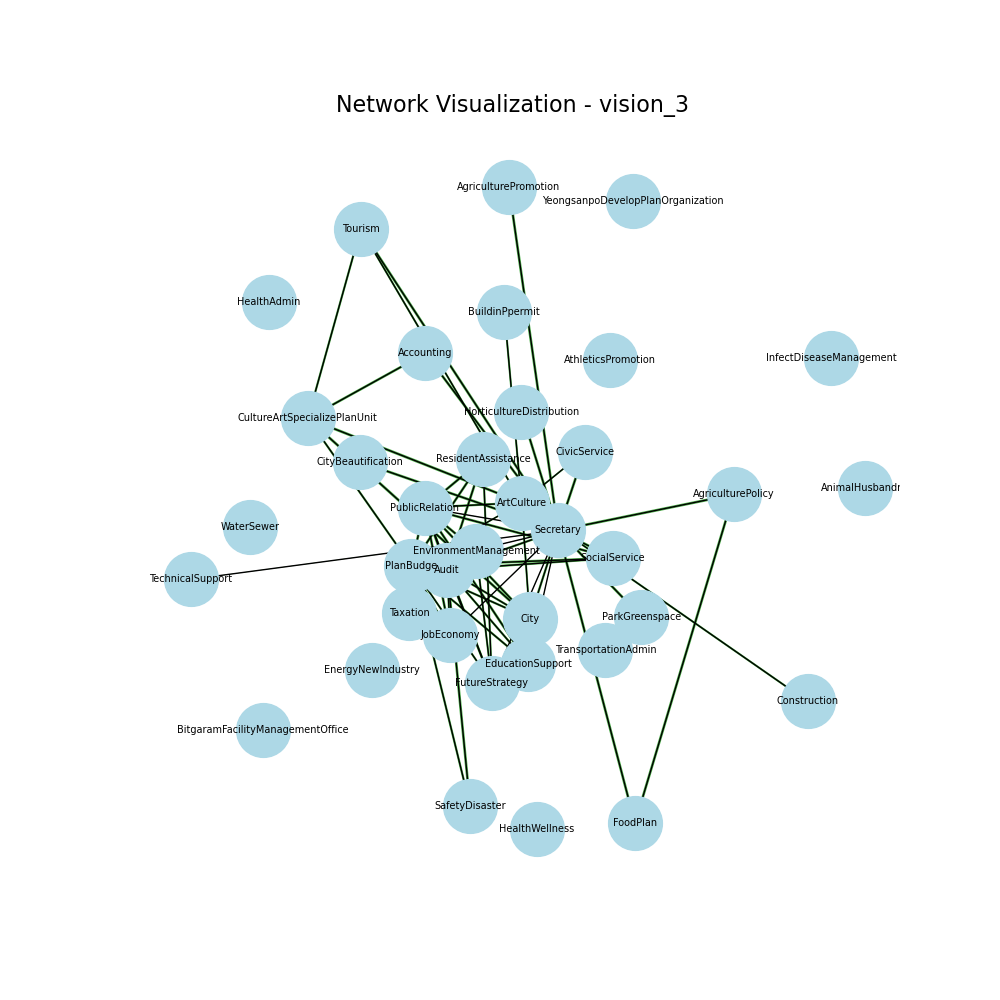 Network Visualization - vision_3
AgriculturePromotion
YeongsanpoDevelopPlanOrganization
Tourism
HealthAdmin
BuildinPpermit
Accounting
AthleticsPromotion
InfectDiseaseManagement
HorticultureDistribution
CultureArtSpecializePlanUnit
CivicService
ResidentAssistance
CityBeautification
AnimalHusbandr
AgriculturePolicy
ArtCulture
PublicRelation
WaterSewer
Secretary
EnvironmentManagement
SocialService
PlanBudge
Audit
TechnicalSupport
Taxation
ParkGreenspace
City
JobEconomy
TransportationAdmin
EducationSupport
EnergyNewIndustry
FutureStrategy
Construction
BitgaramFacilityManagementOffice
SafetyDisaster
FoodPlan
HealthWellness